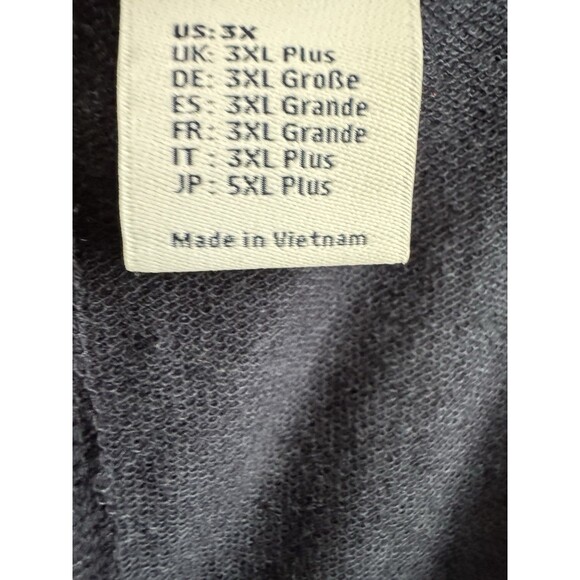 US: 3X
UK: 3XL Plus
DE: 3XL Große
ES: 3XL Grande
FR: 3XL Grande
IT : 3XL Plus
JP : 5XL Plus
Made in Vietnam